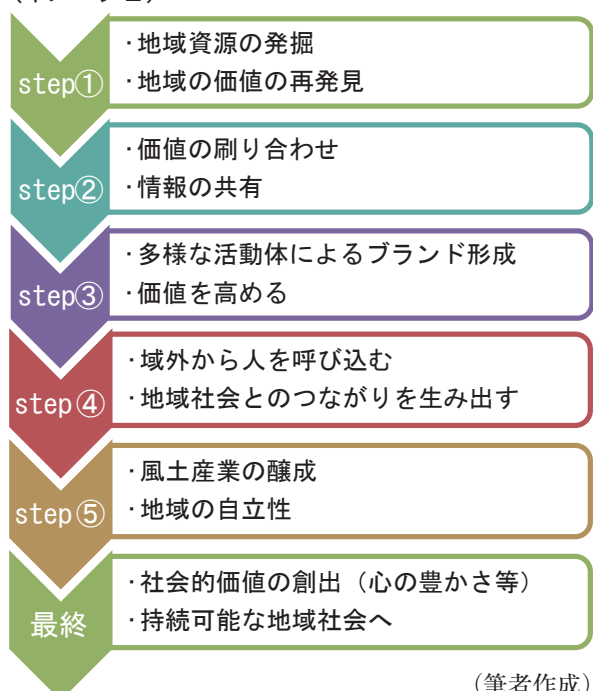 step①
・地域資源の発掘
・地域の価値の再発見
step②
・価値の刷り合わせ
・情報の共有
step③
・多様な活動体によるブランド形成
・価値を高める
step④
・域外から人を呼び込む
・地域社会とのつながりを生み出す
step⑤
・風土産業の醸成
・地域の自立性
最終
・社会的価値の創出（心の豊かさ等）
・持続可能な地域社会へ
（筆者作成）